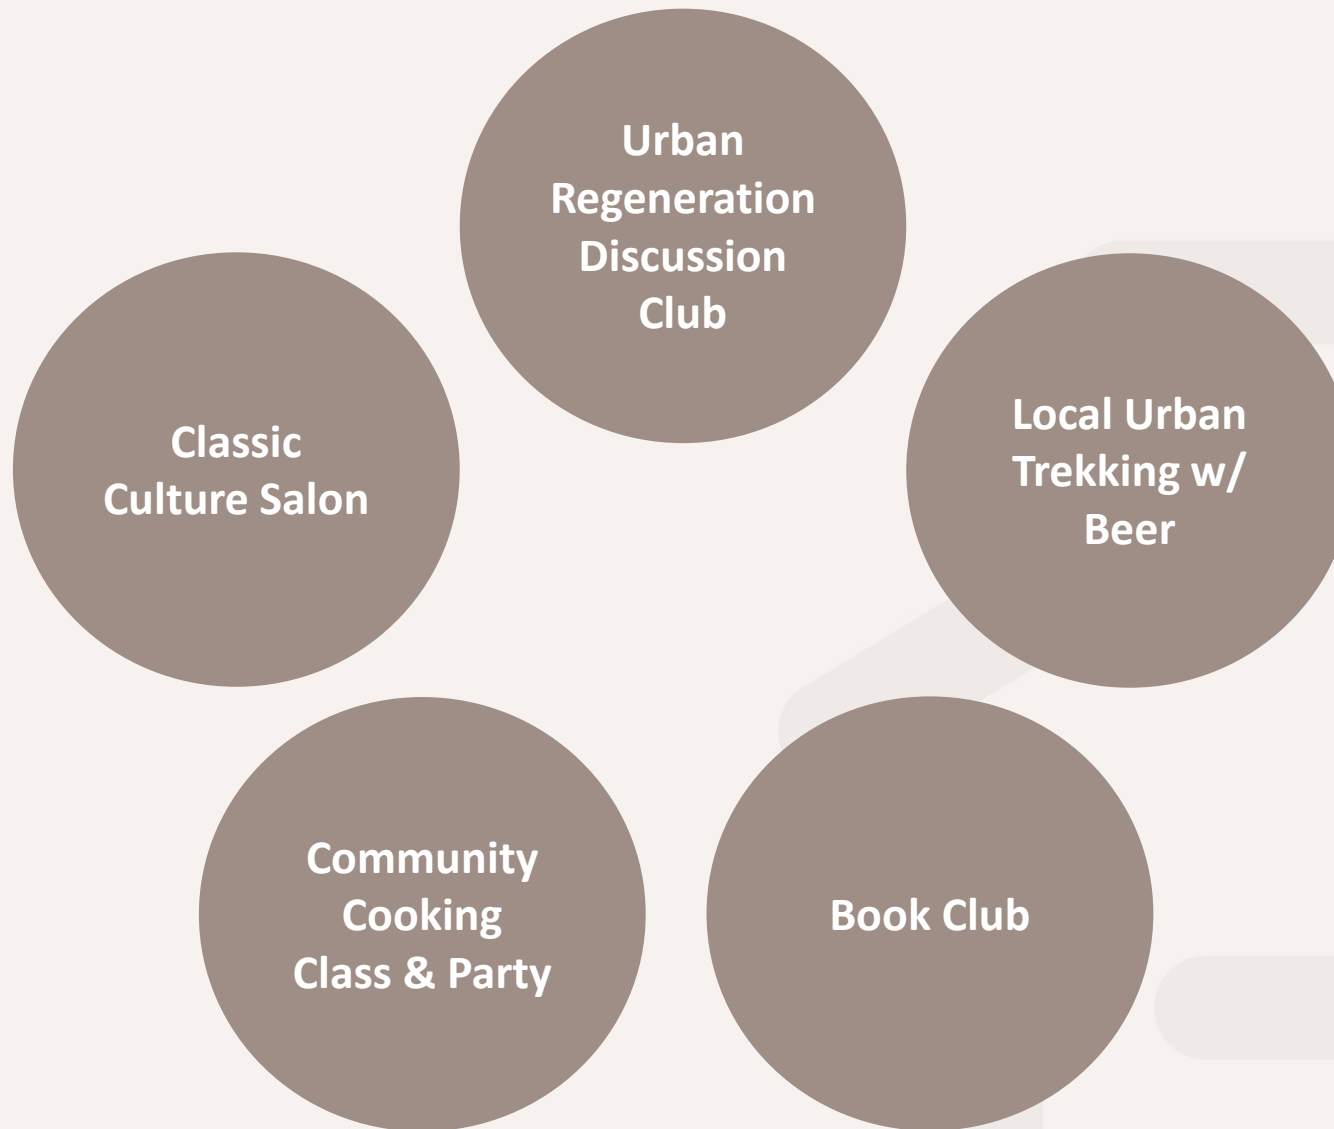 Urban
Regeneration
Discussion
Club
Classic
Culture Salon
Local Urban
Trekking w/
Beer
Community
Cooking
Class & Party
Book Club